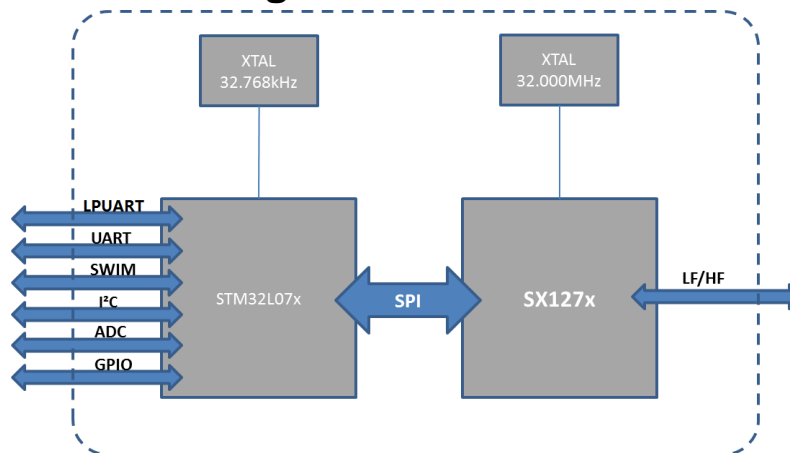 XTAL
32.768kHz
XTAL
32.000MHz
LPUART
UART
SWIM
I²C
ADC
GPIO
STM32L07x
SPI
SX127x
LF/HF